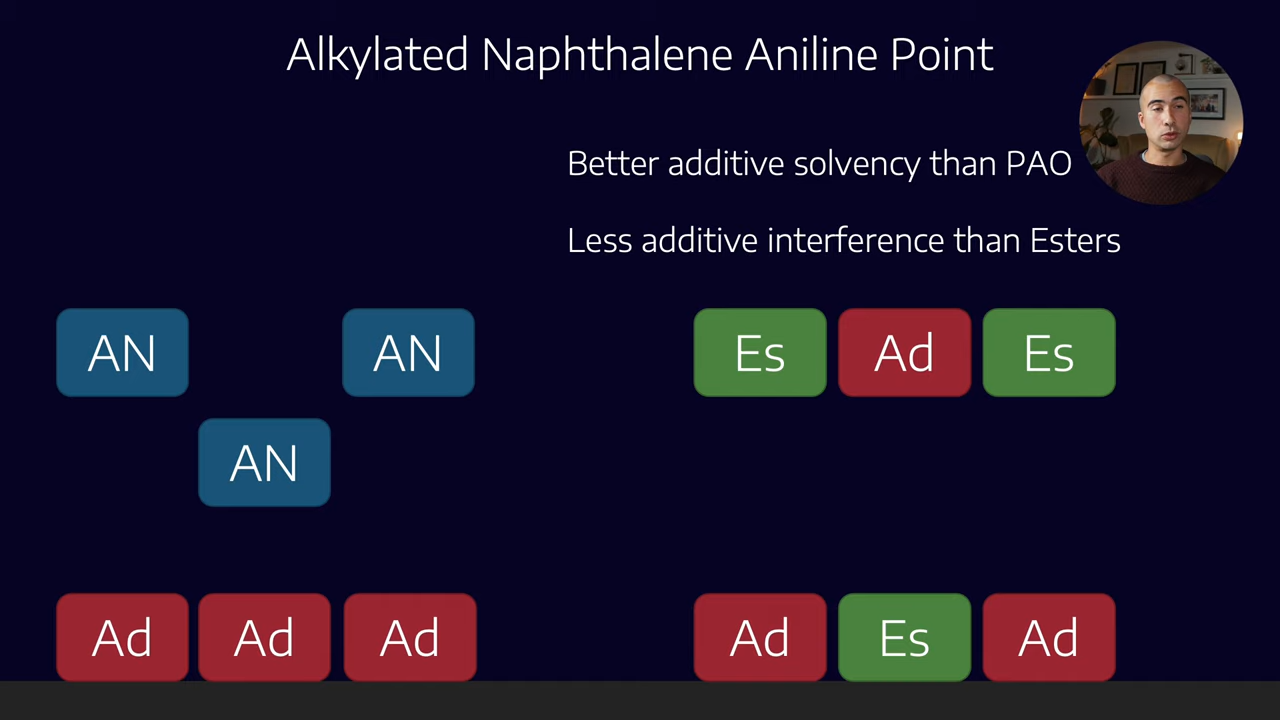 Alkylated Naphthalene Aniline Point
Better additive solvency than PAO
Less additive interference than Esters
AN AN Es Ad Es
AN
Ad Ad Ad Ad Es Ad